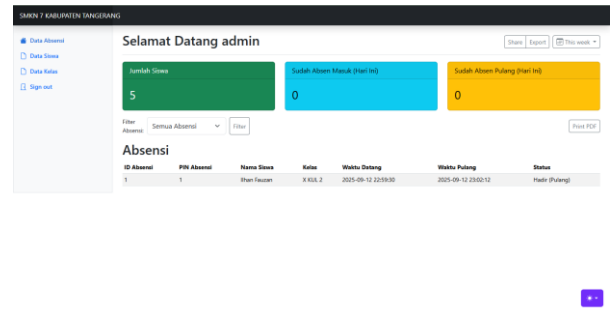 SMKN 7 KABUPATEN TANGERANG
Data Absensi
Data Siswa
Data Kelas
Sign out
Selamat Datang admin
Share Export This week
Jumlah Siswa
5
Sudah Absen Masuk (Hari Ini)
0
Sudah Absen Pulang (Hari Ini)
0
Filter Absensi: Semua Absensi Filter
Print PDF
Absensi
ID Absensi PIN Absensi Nama Siswa Kelas Waktu Datang Waktu Pulang Status
1 1 Ilhan Fauzan X KUL 2 2025-09-12 22:59:30 2025-09-12 23:02:12 Hadir (Pulang)